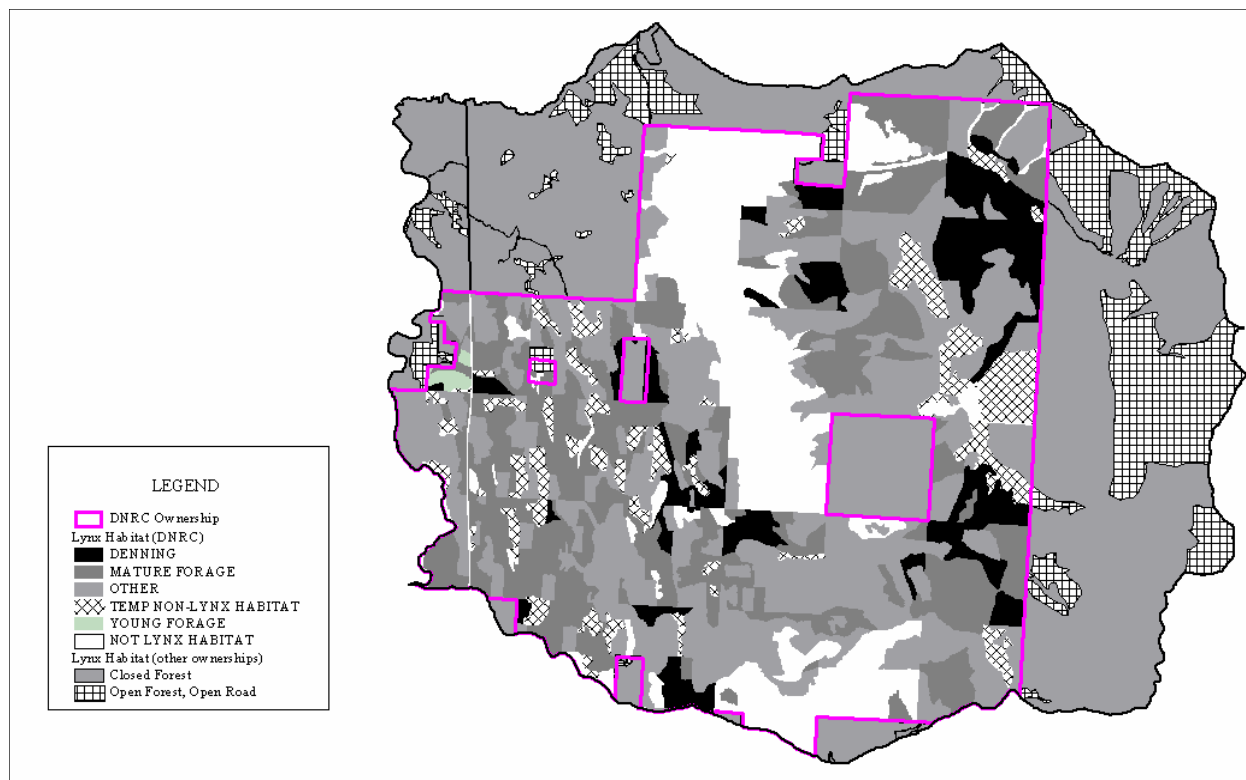 LEGEND
DNRC Ownership
Lynx Habitat (DNRC)
DENNING
MATURE FORAGE
OTHER
TEMP NON-LYNX HABITAT
YOUNG FORAGE
NOT LYNX HABITAT
Lynx Habitat (other ownerships)
Closed Forest
Open Forest, Open Road